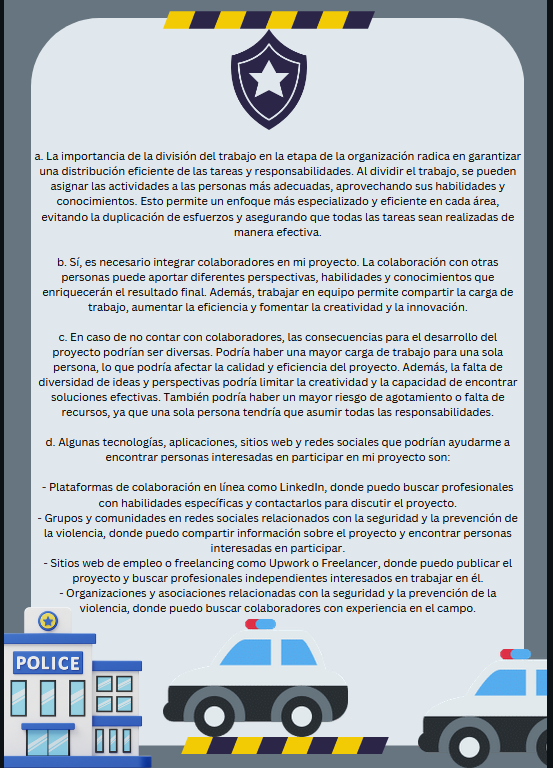 a. La importancia de la división del trabajo en la etapa de la organización radica en garantizar
una distribución eficiente de las tareas y responsabilidades. Al dividir el trabajo, se pueden
asignar las actividades a las personas más adecuadas, aprovechando sus habilidades y
conocimientos. Esto permite un enfoque más especializado y eficiente en cada área,
evitando la duplicación de esfuerzos y asegurando que todas las tareas sean realizadas de
manera efectiva.
b. Sí, es necesario integrar colaboradores en mi proyecto. La colaboración con otras
personas puede aportar diferentes perspectivas, habilidades y conocimientos que
enriquecerán el resultado final. Además, trabajar en equipo permite compartir la carga de
trabajo, aumentar la eficiencia y fomentar la creatividad y la innovación.
c. En caso de no contar con colaboradores, las consecuencias para el desarrollo del
proyecto podrían ser diversas. Podría haber una mayor carga de trabajo para una sola
persona, lo que podría afectar la calidad y eficiencia del proyecto. Además, la falta de
diversidad de ideas y perspectivas podría limitar la creatividad y la capacidad de encontrar
soluciones efectivas. También podría haber un mayor riesgo de agotamiento o falta de
recursos, ya que una sola persona tendría que asumir todas las responsabilidades.
d. Algunas tecnologías, aplicaciones, sitios web y redes sociales que podrían ayudarme a
encontrar personas interesadas en participar en mi proyecto son:
- Plataformas de colaboración en línea como LinkedIn, donde puedo buscar profesionales
con habilidades específicas y contactarlos para discutir el proyecto.
- Grupos y comunidades en redes sociales relacionados con la seguridad y la prevención de
la violencia, donde puedo compartir información sobre el proyecto y encontrar personas
interesadas en participar.
- Sitios web de empleo o freelancing como Upwork o Freelancer, donde puedo publicar el
proyecto y buscar profesionales independientes interesados en trabajar en él.
- Organizaciones y asociaciones relacionadas con la seguridad y la prevención de la
violencia, donde puedo buscar colaboradores con experiencia en el campo.
POLICE